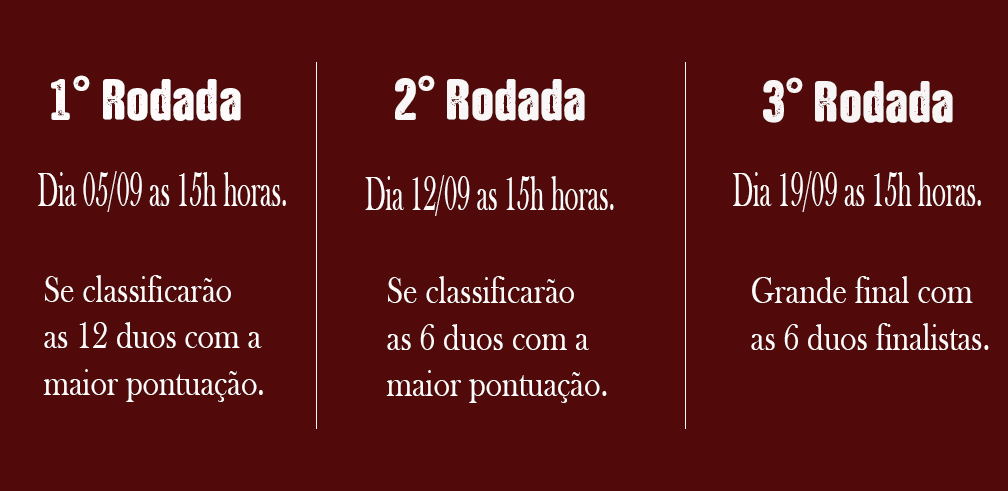 1° Rodada
Dia 05/09 as 15h horas.
Se classificarão
as 12 duos com a
maior pontuação.
2° Rodada
Dia 12/09 as 15h horas.
Se classificarão
as 6 duos com a
maior pontuação.
3° Rodada
Dia 19/09 as 15h horas.
Grande final com
as 6 duos finalistas.